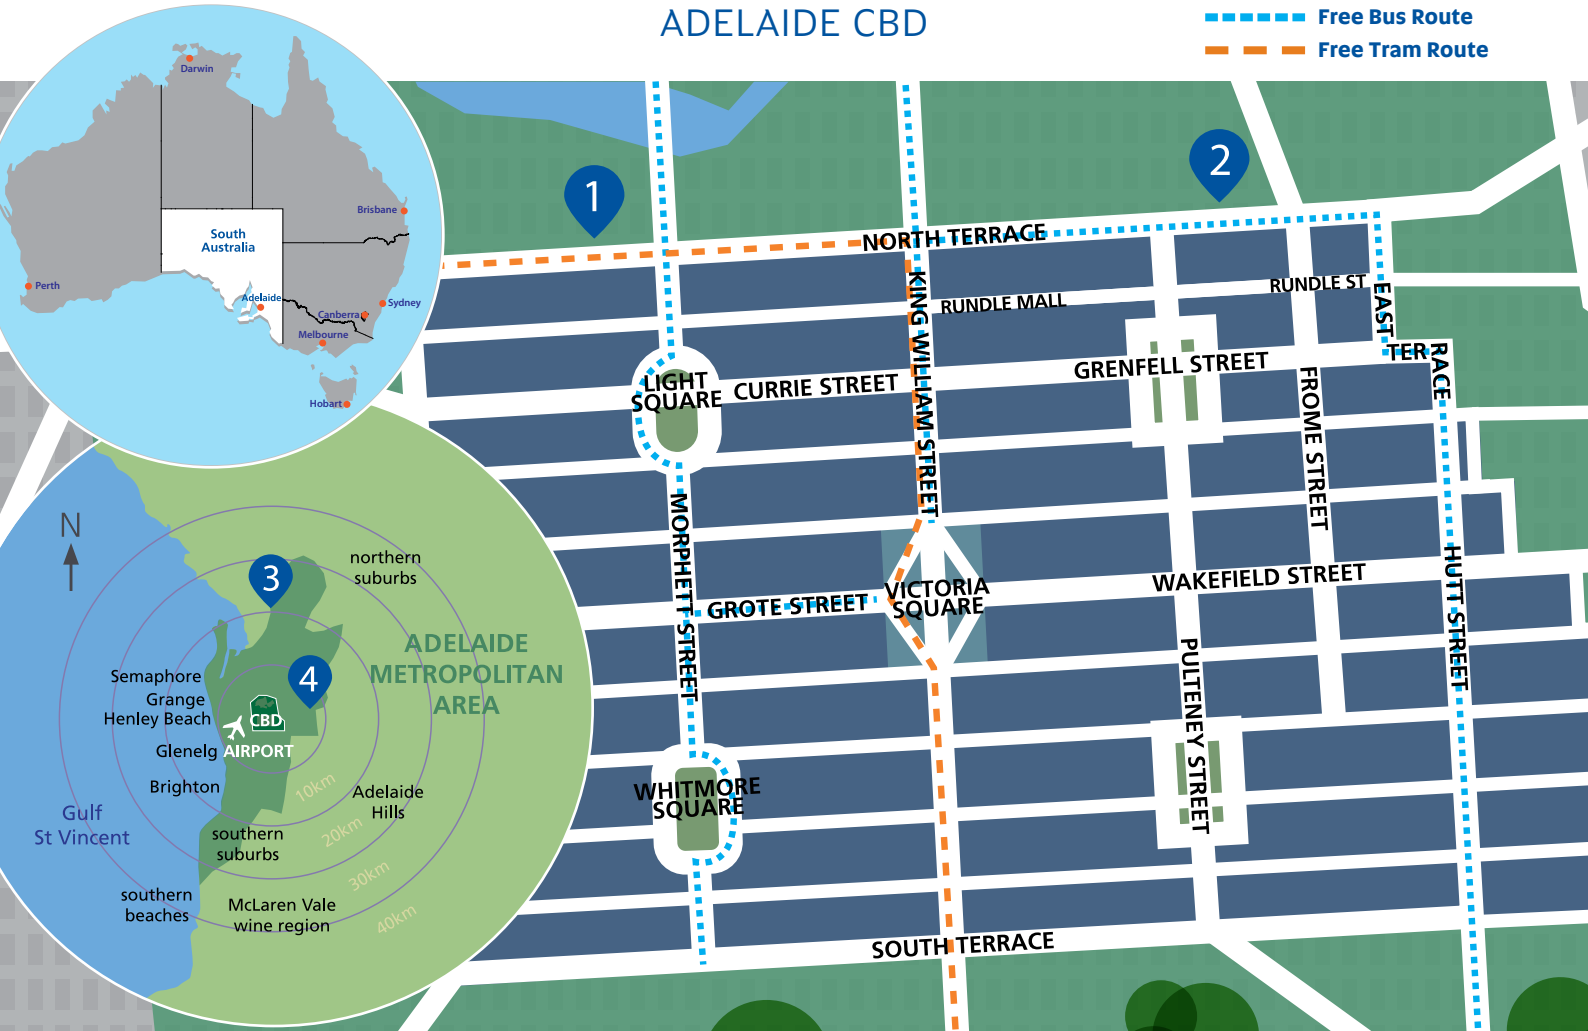 ADELAIDE CBD
Free Bus Route
Free Tram Route
Darwin
Brisbane
South
Australia
Perth
Adelaide
Sydney
Canberra
Melbourne
Hobart
1
2
NORTH TERRACE
RUNDLE MALL
RUNDLE ST
KING WILLIAM STREET
EAST
TERRACE
LIGHT
SQUARE
CURRIE STREET
GRENFELL STREET
FROME STREET
MORPHETT STREET
GROTE STREET
VICTORIA
SQUARE
WAKEFIELD STREET
HUTT STREET
PULTENEY STREET
WHITMORE
SQUARE
SOUTH TERRACE
N
3
northern
suburbs
ADELAIDE
METROPOLITAN
AREA
4
Semaphore
Grange
Henley Beach
CBD
Glenelg
AIRPORT
Brighton
10km
Adelaide
Hills
Gulf
St Vincent
20km
southern
suburbs
30km
southern
beaches
McLaren Vale
wine region
40km